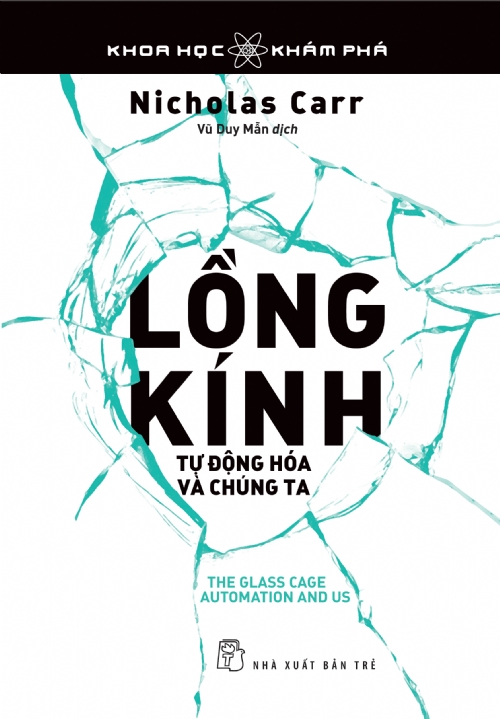 KHOA HỌC KHÁM PHÁ
Nicholas Carr
Vũ Duy Mẫn dịch
LỒNG
KÍNH
TỰ ĐỘNG HÓA
VÀ CHÚNG TA
THE GLASS CAGE
AUTOMATION AND US
T
NHÀ XUẤT BẢN TRẺ